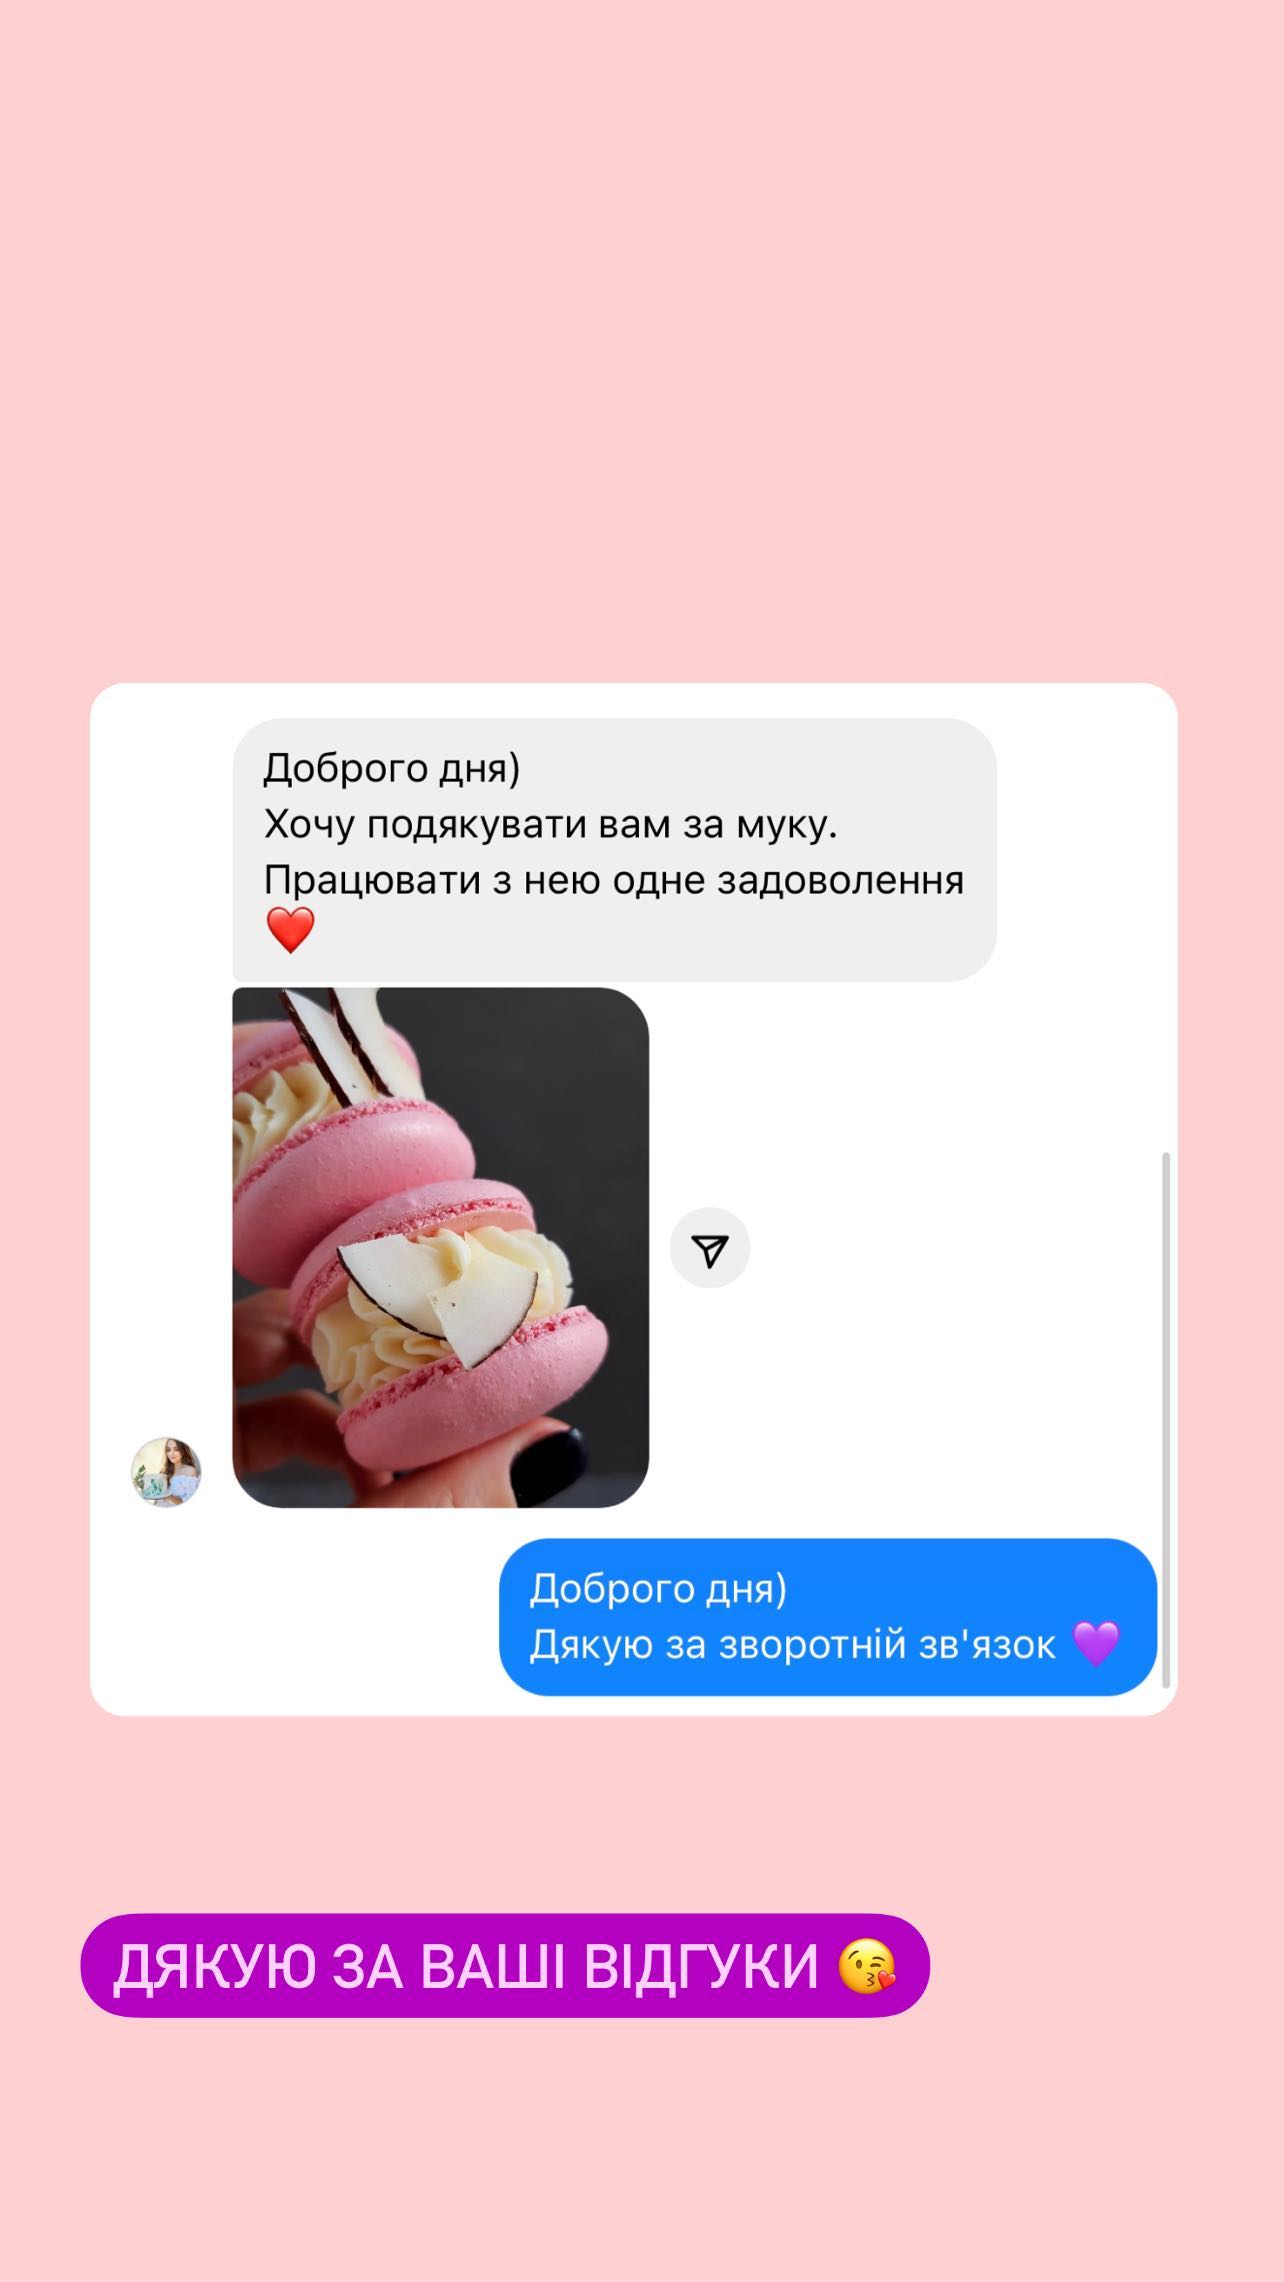 Доброго дня)
Хочу подякувати вам за муку.
Працювати з нею одне задоволення
❤️
Доброго дня)
Дякую за зворотній зв'язок 💜
ДЯКУЮ ЗА ВАШІ ВІДГУКИ 😘